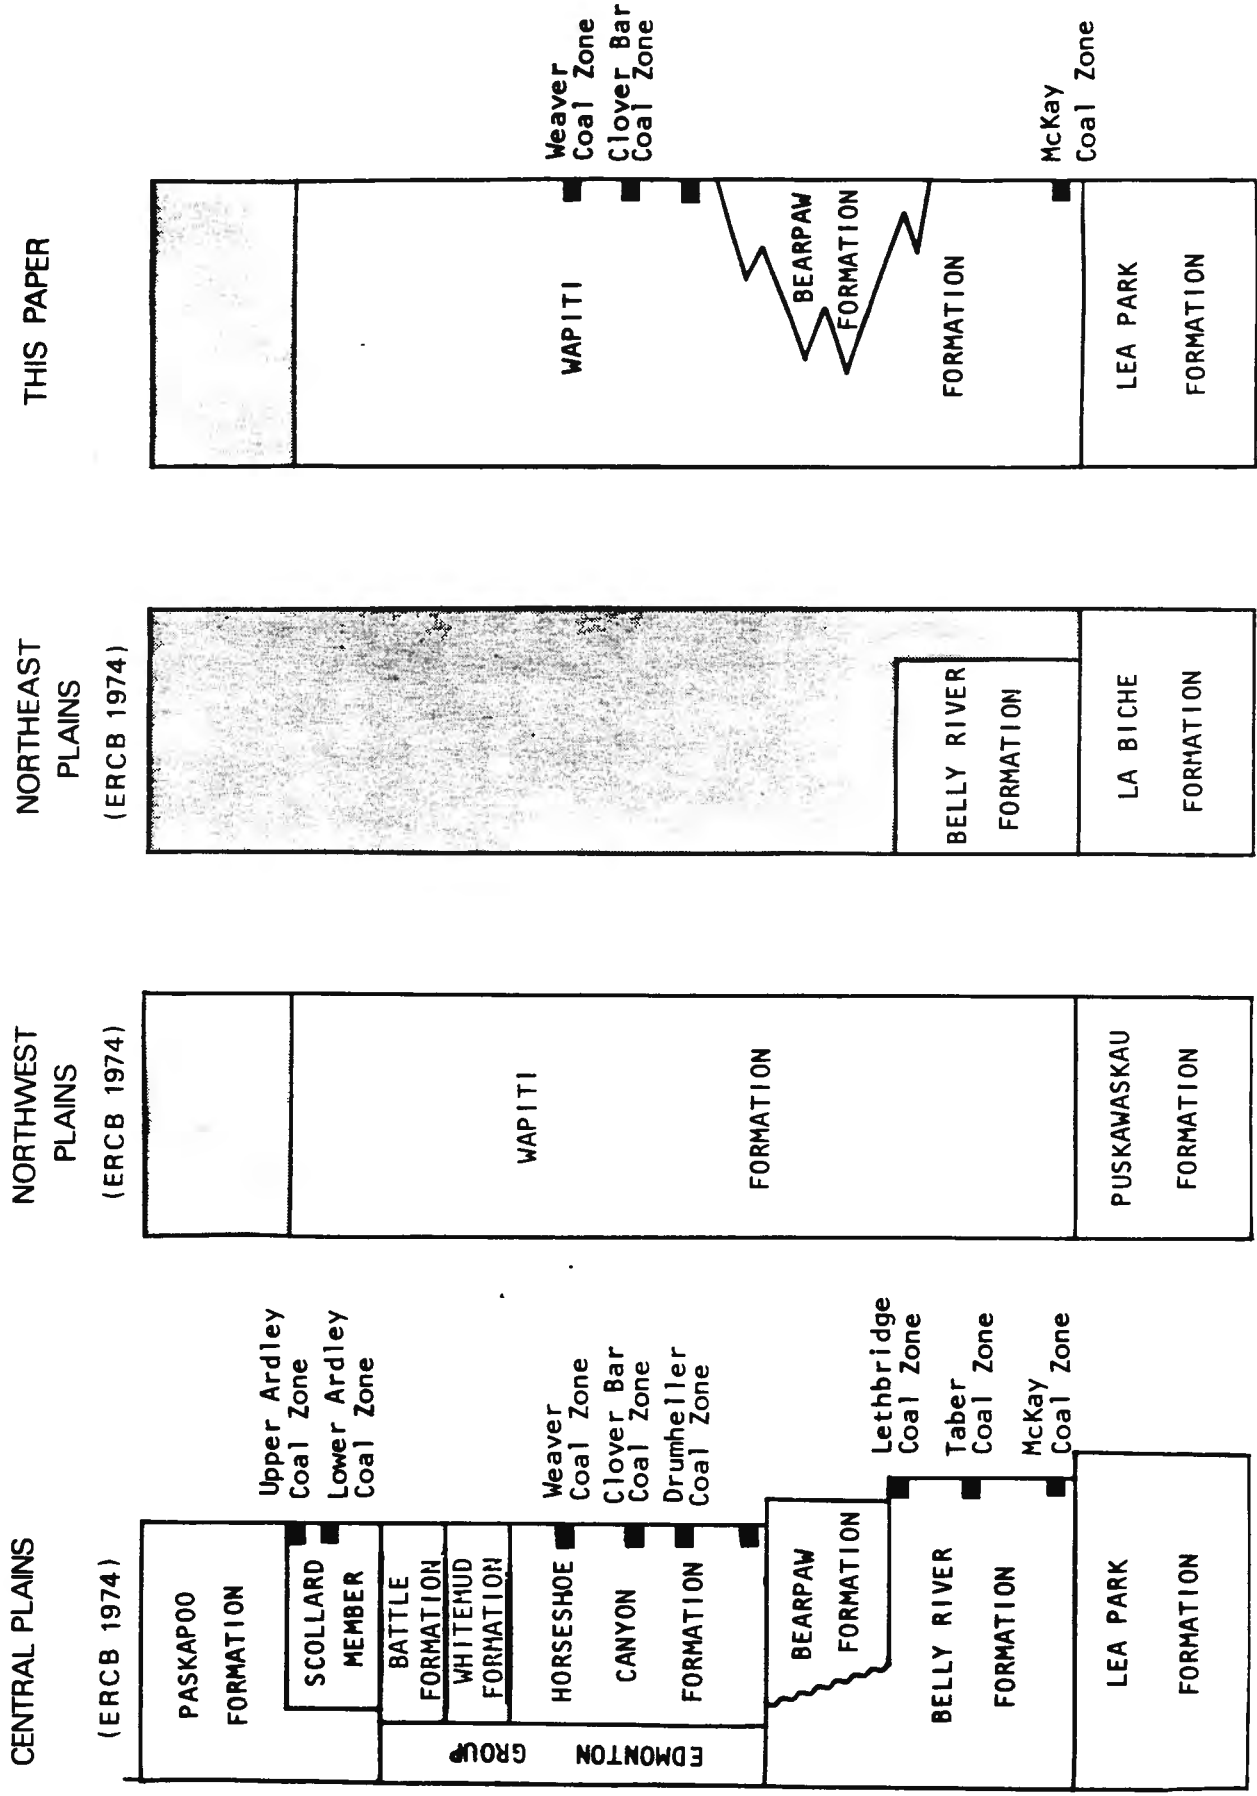 CENTRAL PLAINS
(ERCB 1974)
PASKAPOO
FORMATION
SCOLLARD
MEMBER
BATTLE
FORMATION
WHITEMUD
FORMATION
HORSESHOE
CANYON
FORMATION
EDMONTON GROUP
BEARPAW
FORMATION
BELLY RIVER
FORMATION
LEA PARK
FORMATION
Upper Ardley
Coal Zone
Lower Ardley
Coal Zone
Weaver
Coal Zone
Clover Bar
Coal Zone
Drumheller
Coal Zone
Lethbridge
Coal Zone
Taber
Coal Zone
McKay
Coal Zone
NORTHWEST
PLAINS
(ERCB 1974)
WAPITI
FORMATION
PUSKAWASKAU
FORMATION
NORTHEAST
PLAINS
(ERCB 1974)
BELLY RIVER
FORMATION
LA BICHE
FORMATION
THIS PAPER
WAPITI
BEARPAW
FORMATION
FORMATION
LEA PARK
FORMATION
Weaver
Coal Zone
Clover Bar
Coal Zone
McKay
Coal Zone